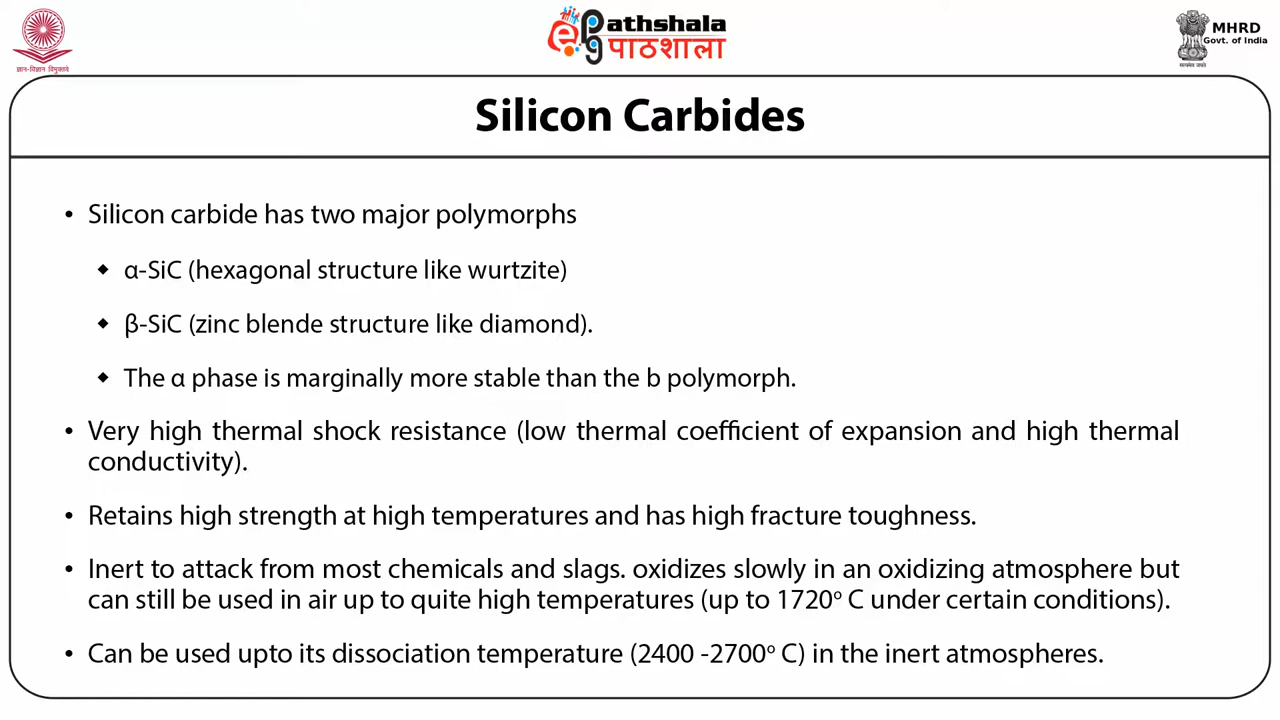 ज्ञान-विज्ञान विमुक्तये
ePathshala
पाठशाला
MHRD
Govt. of India
सत्यमेव जयते
Silicon Carbides
• Silicon carbide has two major polymorphs
◆ α-SiC (hexagonal structure like wurtzite)
◆ β-SiC (zinc blende structure like diamond).
◆ The α phase is marginally more stable than the b polymorph.
• Very high thermal shock resistance (low thermal coefficient of expansion and high thermal
conductivity).
• Retains high strength at high temperatures and has high fracture toughness.
• Inert to attack from most chemicals and slags. oxidizes slowly in an oxidizing atmosphere but
can still be used in air up to quite high temperatures (up to 1720° C under certain conditions).
• Can be used upto its dissociation temperature (2400 -2700° C) in the inert atmospheres.